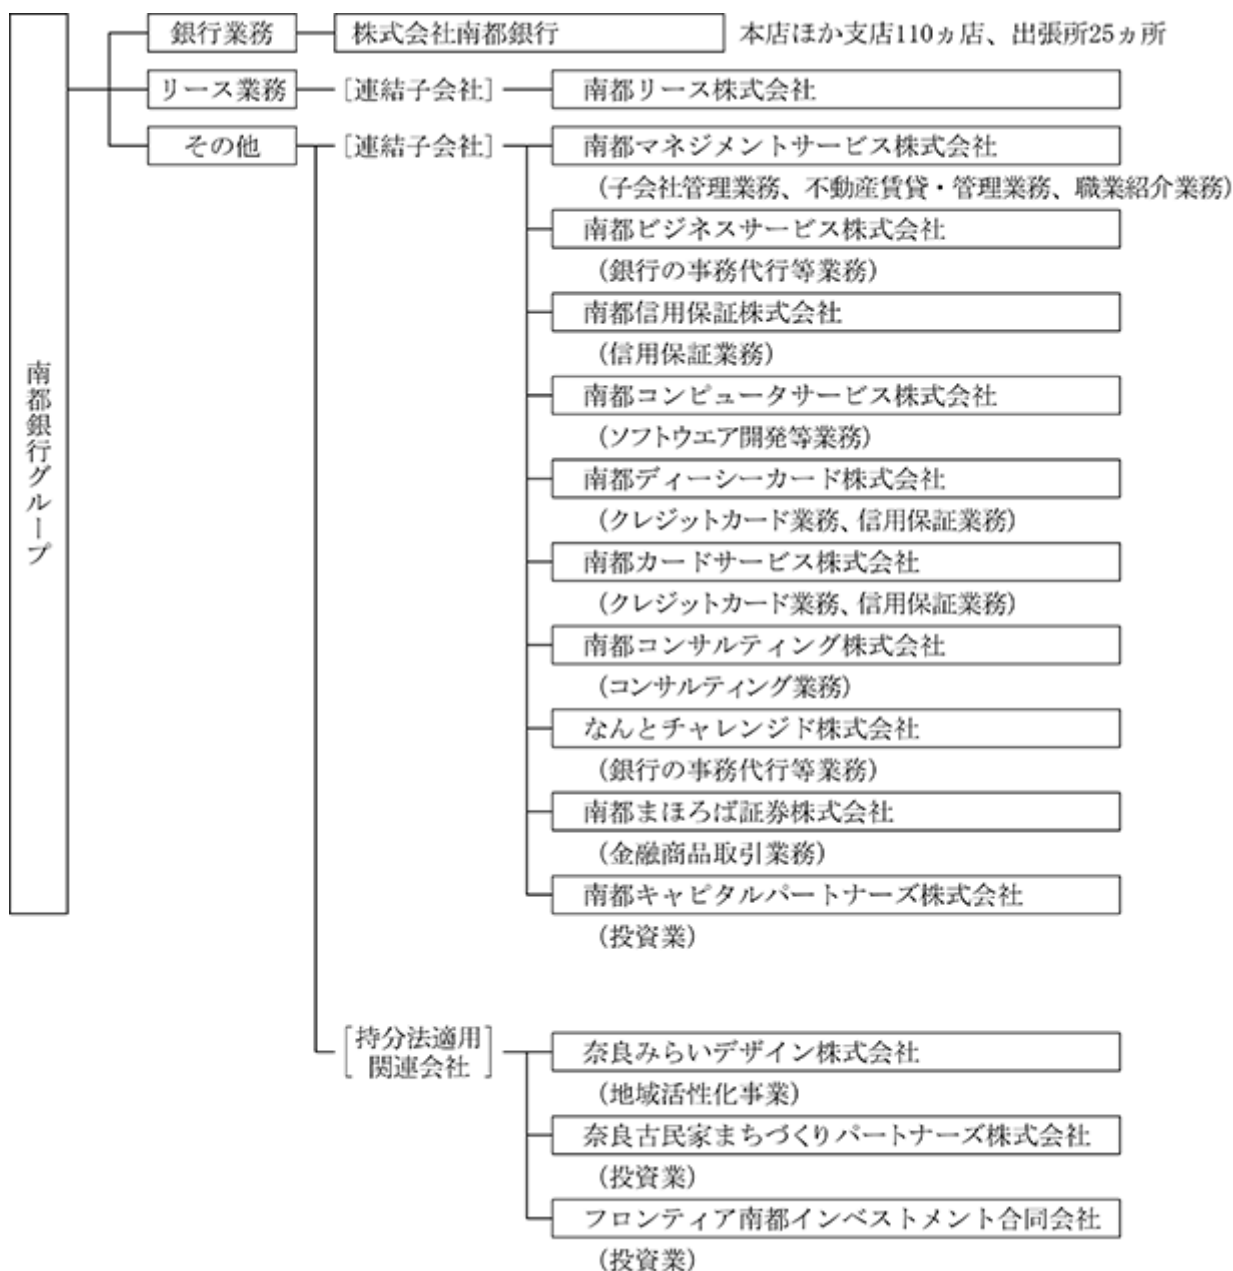 南都銀行グループ
銀行業務
株式会社南都銀行
本店ほか支店110ヵ店、出張所25ヵ所
リース業務
[連結子会社]
南都リース株式会社
その他
[連結子会社]
南都マネジメントサービス株式会社
(子会社管理業務、不動産賃貸・管理業務、職業紹介業務)
南都ビジネスサービス株式会社
(銀行の事務代行等業務)
南都信用保証株式会社
(信用保証業務)
南都コンピュータサービス株式会社
(ソフトウエア開発等業務)
南都ディーシーカード株式会社
(クレジットカード業務、信用保証業務)
南都カードサービス株式会社
(クレジットカード業務、信用保証業務)
南都コンサルティング株式会社
(コンサルティング業務)
なんとチャレンジド株式会社
(銀行の事務代行等業務)
南都まほろば証券株式会社
(金融商品取引業務)
南都キャピタルパートナーズ株式会社
(投資業)
[持分法適用
関連会社]
奈良みらいデザイン株式会社
(地域活性化事業)
奈良古民家まちづくりパートナーズ株式会社
(投資業)
フロンティア南都インベストメント合同会社
(投資業)